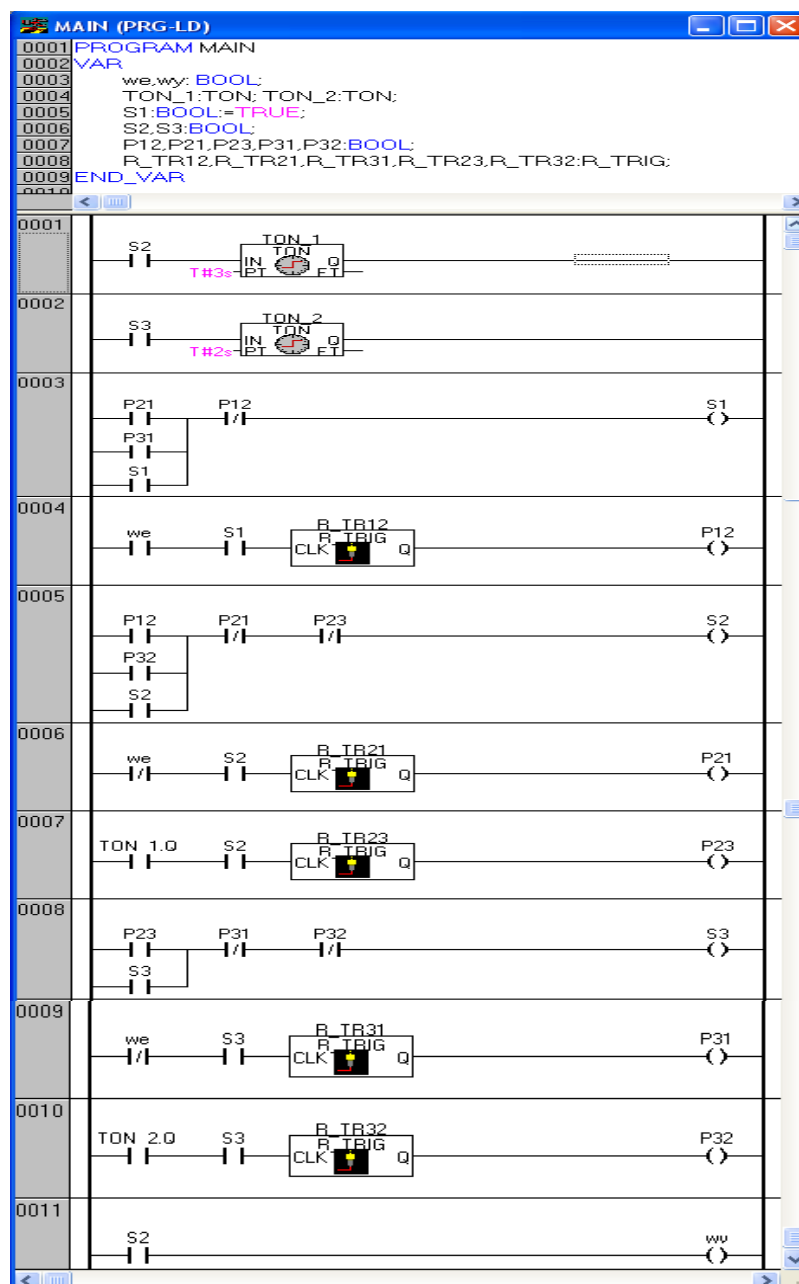 MAIN (PRG-LD)
0001 PROGRAM MAIN
0002 VAR
0003 we,wy: BOOL;
0004 TON_1:TON; TON_2:TON;
0005 S1:BOOL:=TRUE;
0006 S2,S3:BOOL;
0007 P12,P21,P23,P31,P32:BOOL;
0008 R_TR12,R_TR21,R_TR31,R_TR23,R_TR32:R_TRIG;
0009 END_VAR
0010
0001
TON_1
S2 TON
IN Q
T#3s PT ET
0002
TON_2
S3 TON
IN Q
T#2s PT ET
0003
P21 P12 S1
P31
S1
0004
R_TR12
we S1 R_TRIG P12
CLK Q
0005
P12 P21 P23 S2
P32
S2
0006
R_TR21
we S2 R_TRIG P21
CLK Q
0007
R_TR23
TON_1.Q S2 R_TRIG P23
CLK Q
0008
P23 P31 P32 S3
S3
0009
R_TR31
we S3 R_TRIG P31
CLK Q
0010
R_TR32
TON_2.Q S3 R_TRIG P32
CLK Q
0011
S2 wy